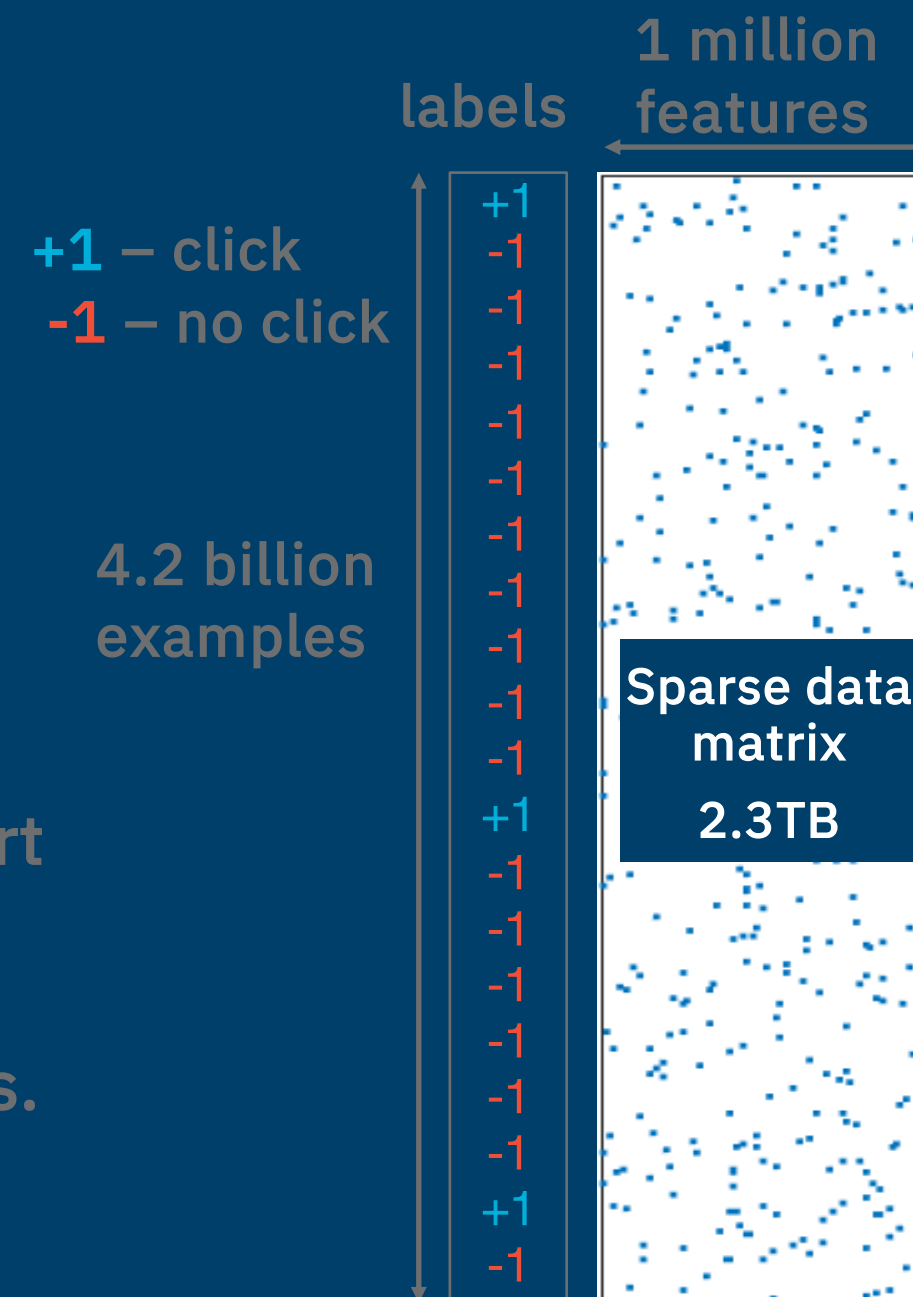 1 million
features
labels
+1 – click
-1 – no click
4.2 billion
examples
+1
-1
-1
-1
-1
-1
-1
-1
-1
-1
-1
+1
-1
-1
-1
-1
-1
-1
+1
-1
Sparse data
matrix
2.3TB
rt
s.